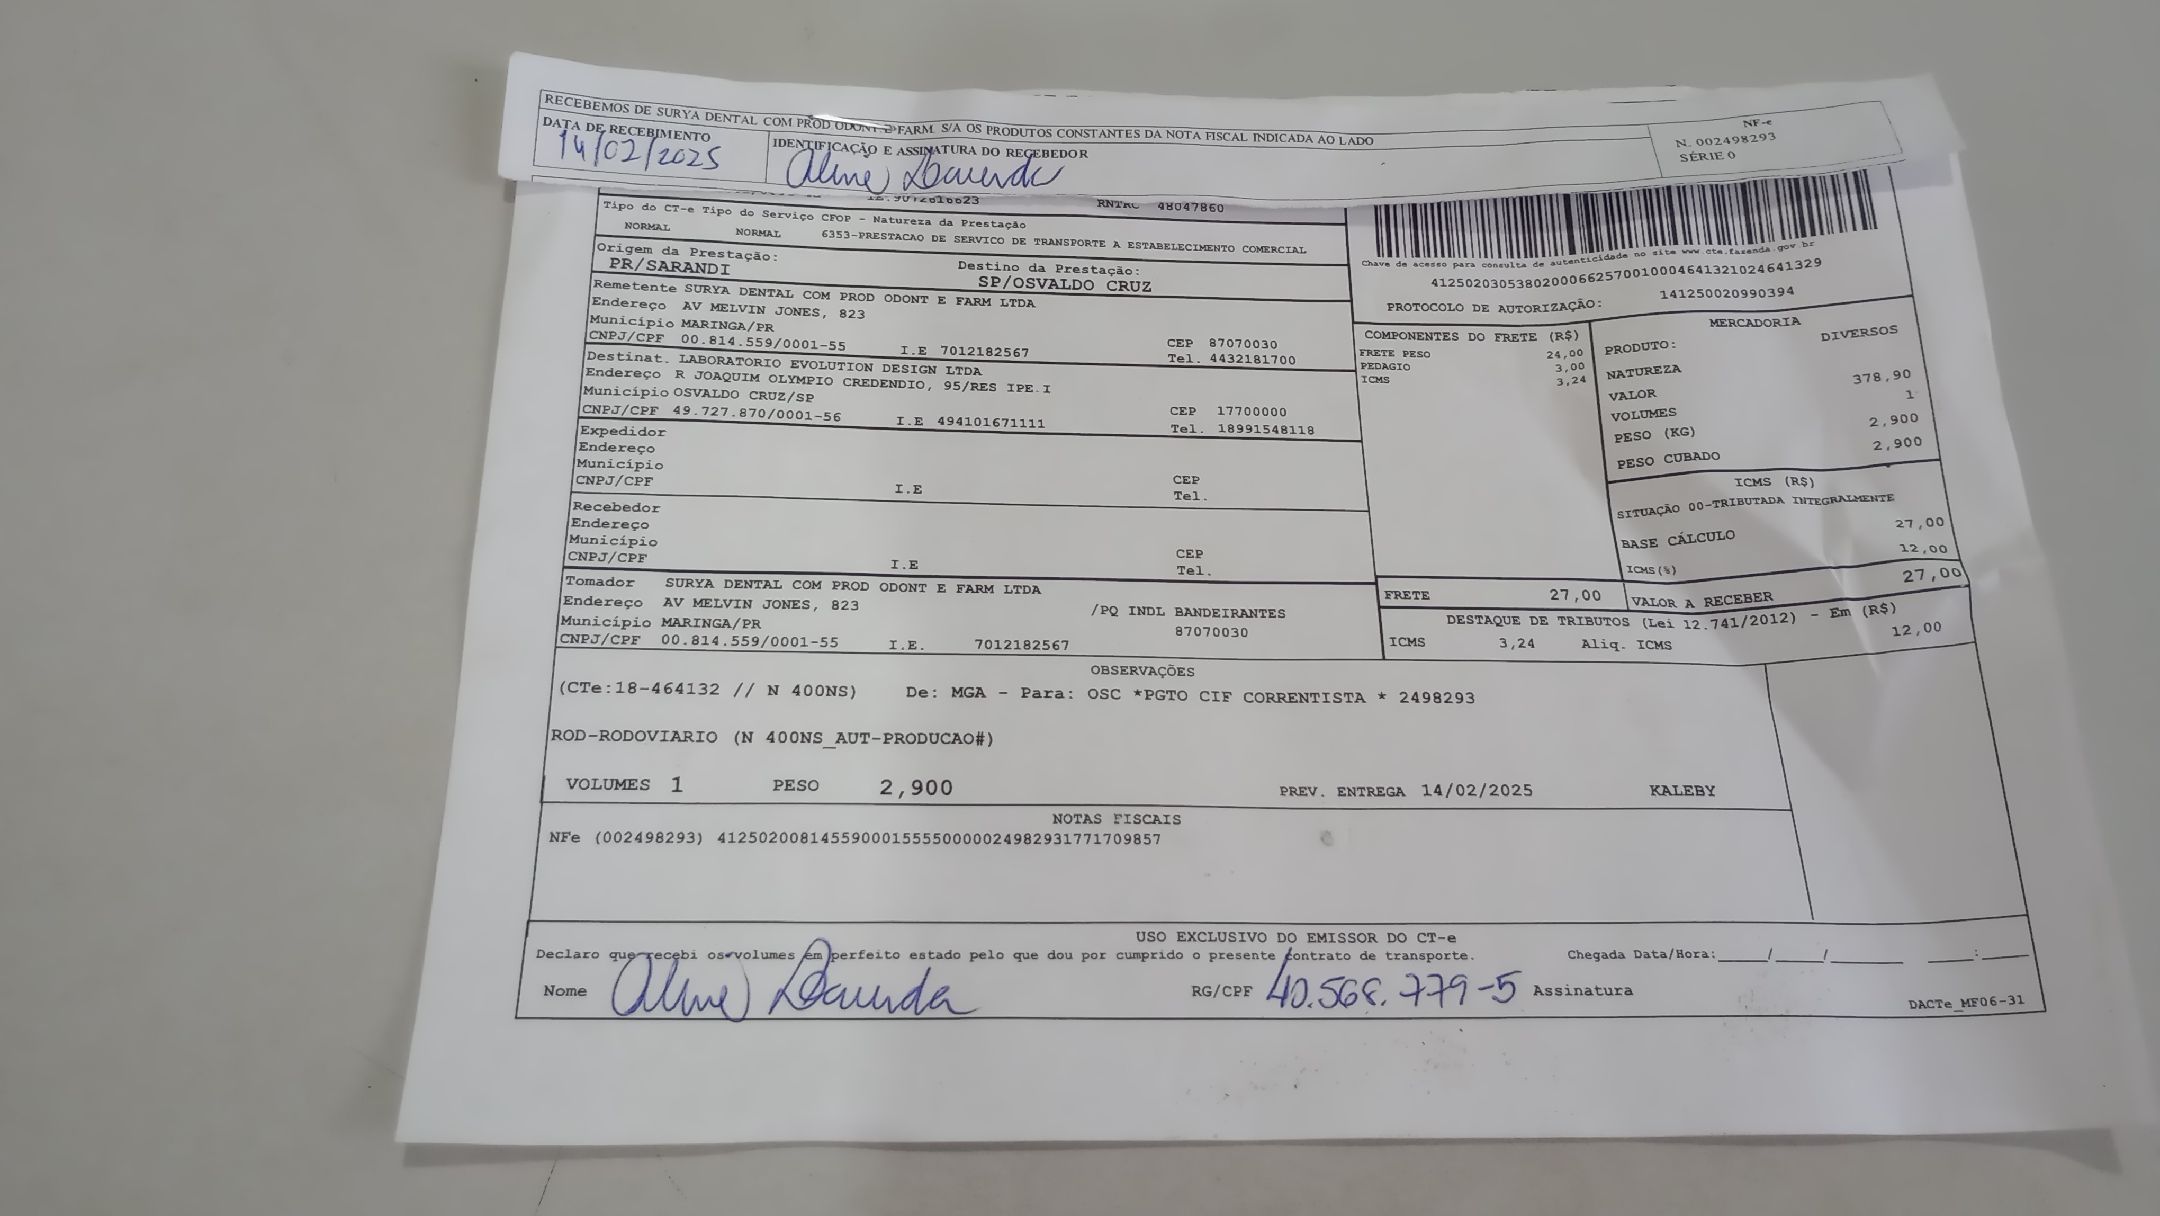 RECEBEMOS DE SURYA DENTAL COM PROD ODONT E FARM S/A OS PRODUTOS CONSTANTES DA NOTA FISCAL INDICADA AO LADO
DATA DE RECEBIMENTO
14/02/2025
IDENTIFICAÇÃO E ASSINATURA DO RECEBEDOR
Aline
NF-e
N. 002498293
SÉRIE 0
RNTRC 48047860
Tipo do CT-e Tipo do Serviço CFOP - Natureza da Prestação
NORMAL NORMAL 6353-PRESTACAO DE SERVICO DE TRANSPORTE A ESTABELECIMENTO COMERCIAL
Origem da Prestação: Destino da Prestação:
PR/SARANDI SP/OSVALDO CRUZ
Remetente SURYA DENTAL COM PROD ODONT E FARM LTDA
Endereço AV MELVIN JONES, 823
Município MARINGA/PR CEP 87070030
CNPJ/CPF 00.814.559/0001-55 I.E 7012182567 Tel. 4432181700
Destinat. LABORATORIO EVOLUTION DESIGN LTDA
Endereço R JOAQUIM OLYMPIO CREDENDIO, 95/RES IPE.I
Município OSVALDO CRUZ/SP CEP 17700000
CNPJ/CPF 49.727.870/0001-56 I.E 494101671111 Tel. 18991548118
Expedidor
Endereço
Município CEP
CNPJ/CPF I.E Tel.
Recebedor
Endereço
Município CEP
CNPJ/CPF I.E Tel.
Tomador SURYA DENTAL COM PROD ODONT E FARM LTDA
Endereço AV MELVIN JONES, 823 /PQ INDL BANDEIRANTES
Município MARINGA/PR 87070030
CNPJ/CPF 00.814.559/0001-55 I.E. 7012182567
Chave de acesso para consulta de autenticidade no site www.cte.fazenda.gov.br
41250203053802000662570010004641321024641329
PROTOCOLO DE AUTORIZAÇÃO: 141250020990394
COMPONENTES DO FRETE (R$)
FRETE PESO 24,00
PEDAGIO 3,00
ICMS 3,24
MERCADORIA
PRODUTO: DIVERSOS
NATUREZA
VALOR 378,90
VOLUMES 1
PESO (KG) 2,900
PESO CUBADO 2,900
ICMS (R$)
SITUAÇÃO 00-TRIBUTADA INTEGRALMENTE
BASE CÁLCULO 27,00
ICMS(%) 12,00
FRETE 27,00 VALOR A RECEBER 27,00
DESTAQUE DE TRIBUTOS (Lei 12.741/2012) - Em (R$)
ICMS 3,24 Aliq. ICMS 12,00
OBSERVAÇÕES
(CTe:18-464132 // N 400NS) De: MGA - Para: OSC *PGTO CIF CORRENTISTA * 2498293
ROD-RODOVIARIO (N 400NS_AUT-PRODUCAO#)
VOLUMES 1 PESO 2,900 PREV. ENTREGA 14/02/2025 KALEBY
NOTAS FISCAIS
NFe (002498293) 41250200814559000155550000024982931771709857
USO EXCLUSIVO DO EMISSOR DO CT-e
Declaro que recebi os volumes em perfeito estado pelo que dou por cumprido o presente contrato de transporte. Chegada Data/Hora:____/____/______ ____:____
Nome Aline RG/CPF 40.568.779-5 Assinatura
DACTe_MF06-31